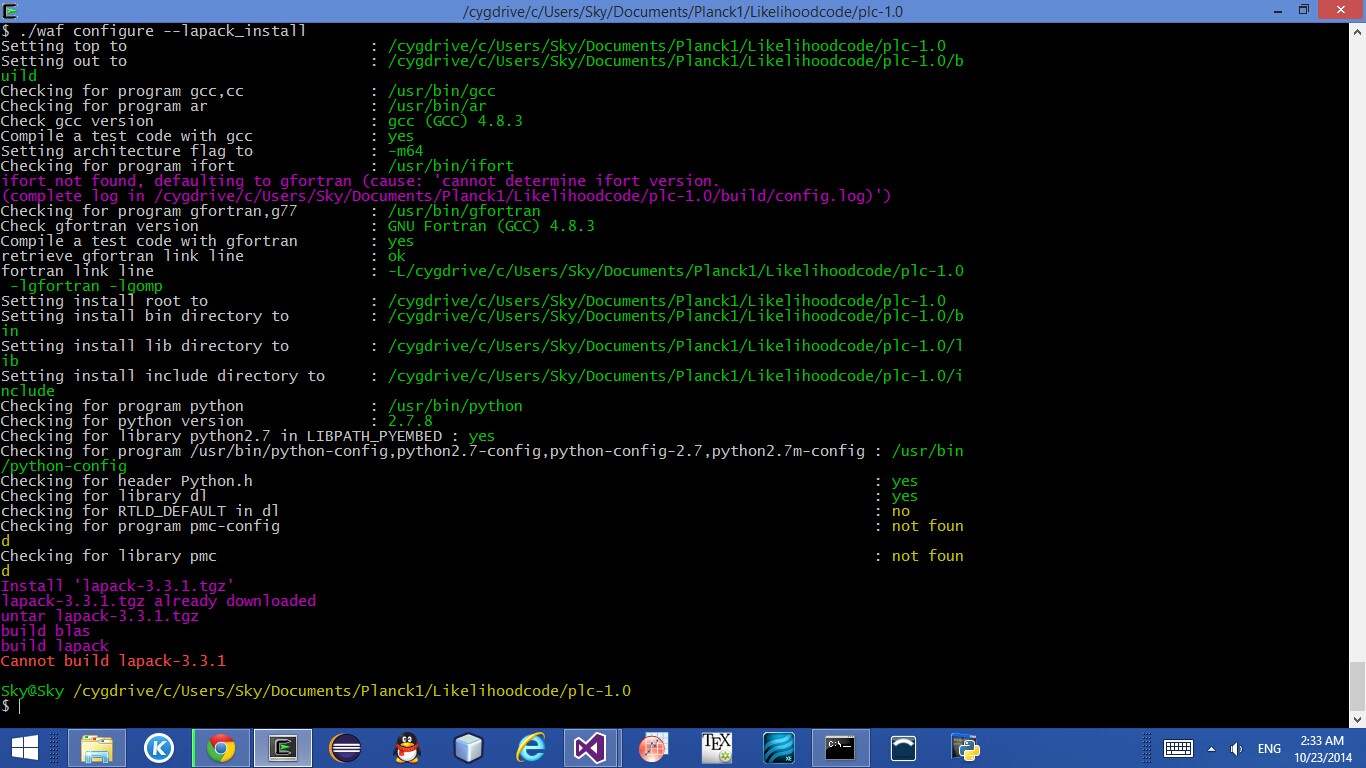 /cygdrive/c/Users/Sky/Documents/Planck1/Likelihoodcode/plc-1.0
$ ./waf configure --lapack_install
Setting top to : /cygdrive/c/Users/Sky/Documents/Planck1/Likelihoodcode/plc-1.0
Setting out to : /cygdrive/c/Users/Sky/Documents/Planck1/Likelihoodcode/plc-1.0/b
uild
Checking for program gcc,cc : /usr/bin/gcc
Checking for program ar : /usr/bin/ar
Check gcc version : gcc (GCC) 4.8.3
Compile a test code with gcc : yes
Setting architecture flag to : -m64
Checking for program ifort : /usr/bin/ifort
ifort not found, defaulting to gfortran (cause: 'cannot determine ifort version.
(complete log in /cygdrive/c/Users/Sky/Documents/Planck1/Likelihoodcode/plc-1.0/build/config.log)')
Checking for program gfortran,g77 : /usr/bin/gfortran
Check gfortran version : GNU Fortran (GCC) 4.8.3
Compile a test code with gfortran : yes
retrieve gfortran link line : ok
fortran link line : -L/cygdrive/c/Users/Sky/Documents/Planck1/Likelihoodcode/plc-1.0
-lgfortran -lgomp
Setting install root to : /cygdrive/c/Users/Sky/Documents/Planck1/Likelihoodcode/plc-1.0
Setting install bin directory to : /cygdrive/c/Users/Sky/Documents/Planck1/Likelihoodcode/plc-1.0/b
in
Setting install lib directory to : /cygdrive/c/Users/Sky/Documents/Planck1/Likelihoodcode/plc-1.0/l
ib
Setting install include directory to : /cygdrive/c/Users/Sky/Documents/Planck1/Likelihoodcode/plc-1.0/i
nclude
Checking for program python : /usr/bin/python
Checking for python version : 2.7.8
Checking for library python2.7 in LIBPATH_PYEMBED : yes
Checking for program /usr/bin/python-config,python2.7-config,python-config-2.7,python2.7m-config : /usr/bin
/python-config
Checking for header Python.h : yes
Checking for library dl : yes
checking for RTLD_DEFAULT in dl : no
Checking for program pmc-config : not foun
d
Checking for library pmc : not foun
d
Install 'lapack-3.3.1.tgz'
lapack-3.3.1.tgz already downloaded
untar lapack-3.3.1.tgz
build blas
build lapack
Cannot build lapack-3.3.1
Sky@Sky /cygdrive/c/Users/Sky/Documents/Planck1/Likelihoodcode/plc-1.0
$
K
TEX
XE
C:\_
ENG
2:33 AM
10/23/2014